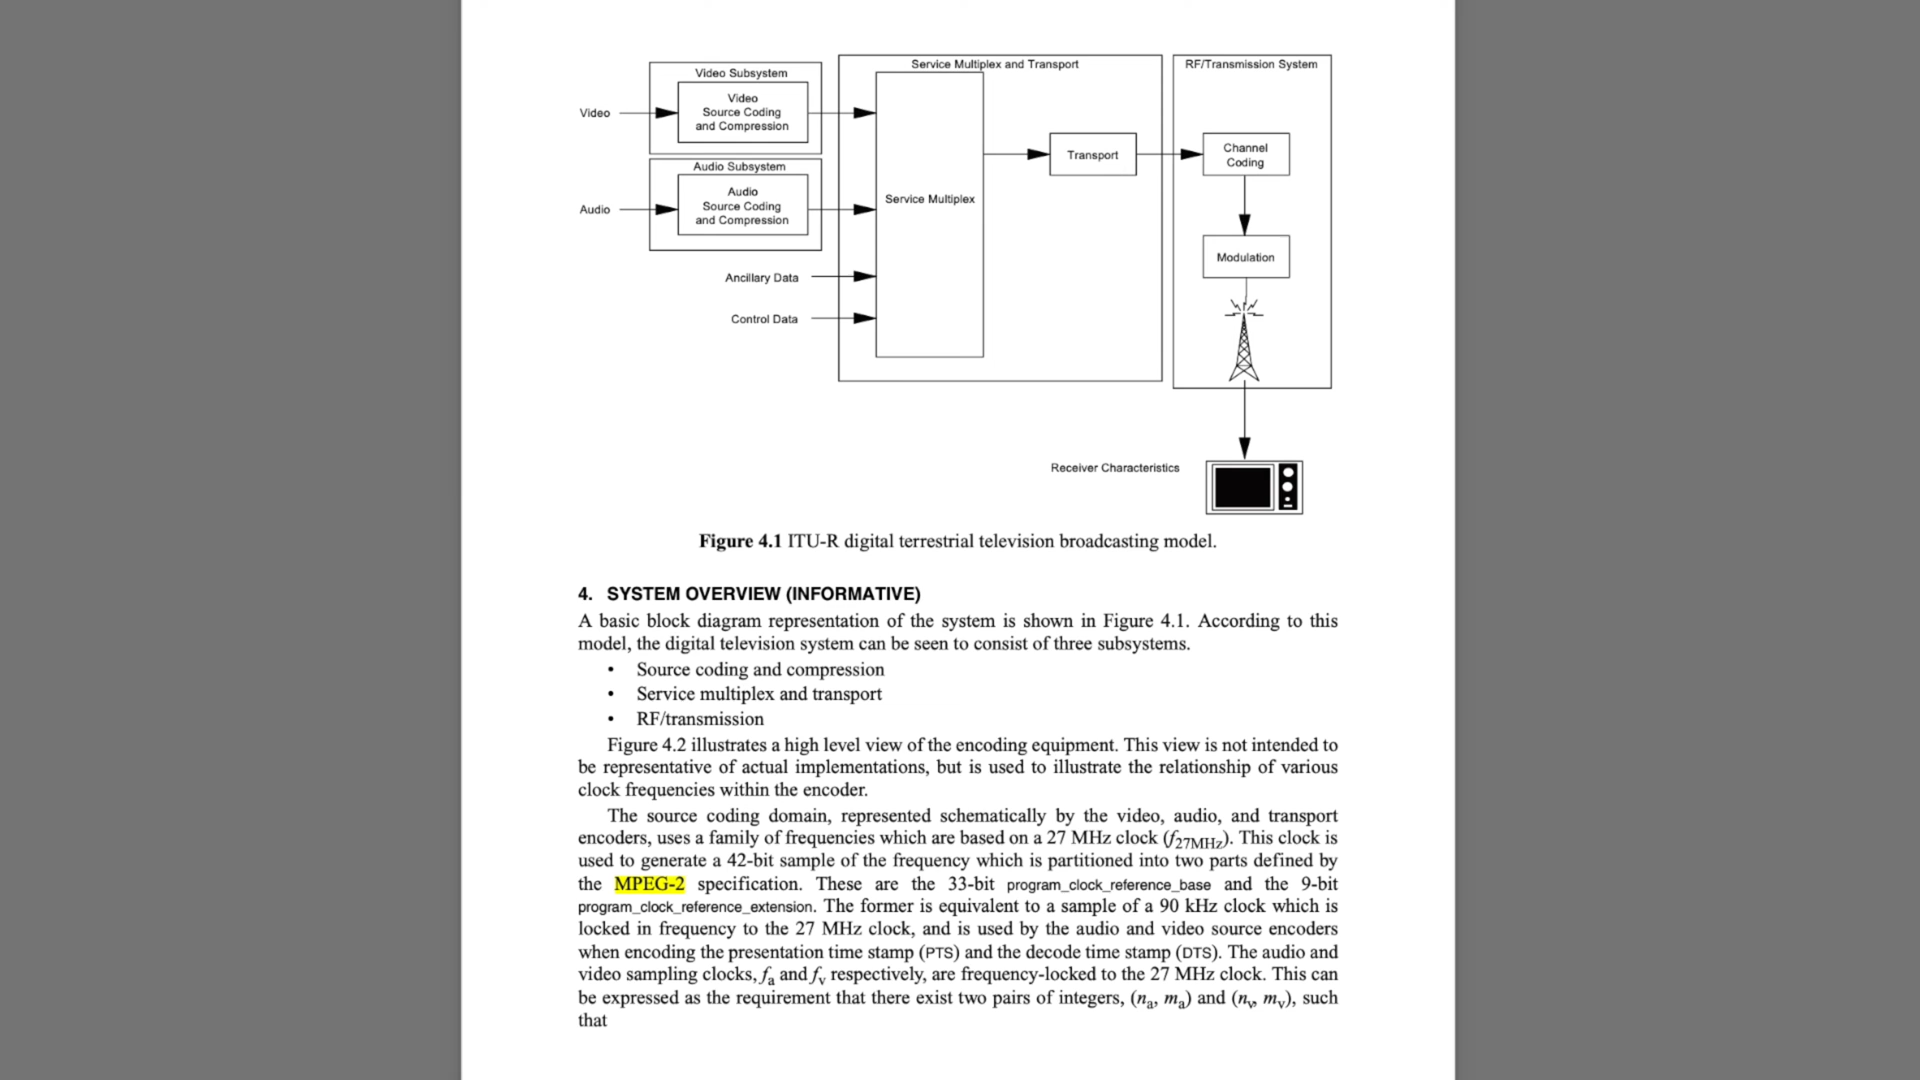 Video Subsystem
Video
Source Coding
and Compression
Video
Audio Subsystem
Audio
Source Coding
and Compression
Audio
Ancillary Data
Control Data
Service Multiplex and Transport
Service Multiplex
Transport
RF/Transmission System
Channel
Coding
Modulation
Receiver Characteristics
Figure 4.1 ITU-R digital terrestrial television broadcasting model.
4. SYSTEM OVERVIEW (INFORMATIVE)
A basic block diagram representation of the system is shown in Figure 4.1. According to this
model, the digital television system can be seen to consist of three subsystems.
• Source coding and compression
• Service multiplex and transport
• RF/transmission
Figure 4.2 illustrates a high level view of the encoding equipment. This view is not intended to
be representative of actual implementations, but is used to illustrate the relationship of various
clock frequencies within the encoder.
The source coding domain, represented schematically by the video, audio, and transport
encoders, uses a family of frequencies which are based on a 27 MHz clock (f27MHz). This clock is
used to generate a 42-bit sample of the frequency which is partitioned into two parts defined by
the MPEG-2 specification. These are the 33-bit program_clock_reference_base and the 9-bit
program_clock_reference_extension. The former is equivalent to a sample of a 90 kHz clock which is
locked in frequency to the 27 MHz clock, and is used by the audio and video source encoders
when encoding the presentation time stamp (PTS) and the decode time stamp (DTS). The audio and
video sampling clocks, fa and fv respectively, are frequency-locked to the 27 MHz clock. This can
be expressed as the requirement that there exist two pairs of integers, (na, ma) and (nv, mv), such
that